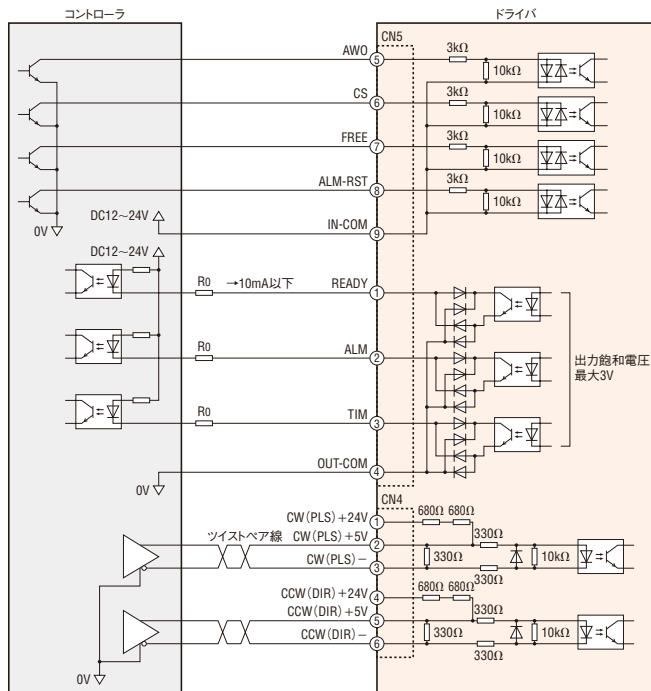 コントローラ
ドライバ
CN5
AWO
5
3kΩ
10kΩ
CS
6
3kΩ
10kΩ
FREE
7
3kΩ
10kΩ
ALM-RST
8
3kΩ
10kΩ
0V
DC12~24V
IN-COM
9
DC12~24V
R0
→10mA以下
READY
1
R0
ALM
2
出力飽和電圧
最大3V
R0
TIM
3
OUT-COM
4
0V
CN4
CW(PLS)+24V
1
680Ω 680Ω
ツイストペア線
CW(PLS)+5V
2
330Ω
CW(PLS)−
3
330Ω
10kΩ
330Ω
CCW(DIR)+24V
4
680Ω 680Ω
CCW(DIR)+5V
5
330Ω
CCW(DIR)−
6
330Ω
10kΩ
330Ω
0V